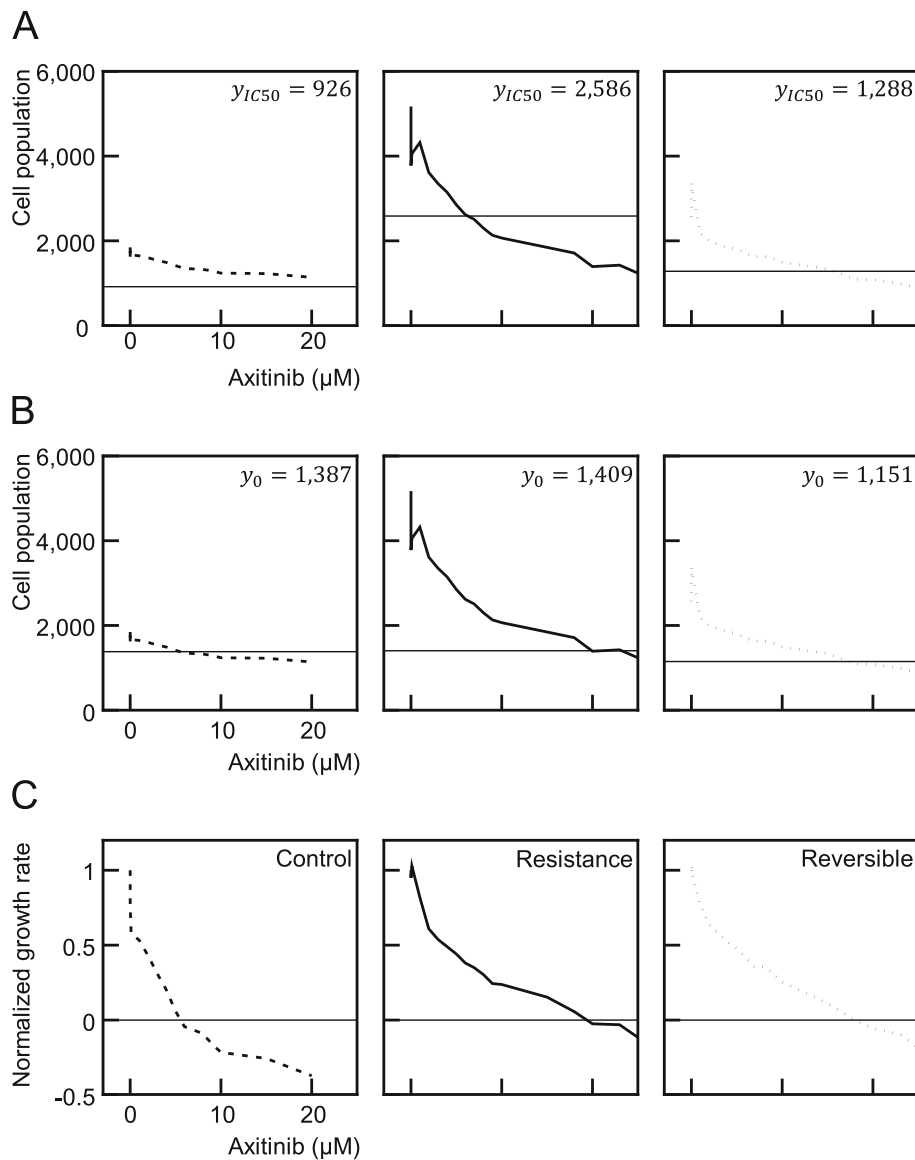 A
Cell population
6,000
4,000
2,000
0
y_IC50 = 926
y_IC50 = 2,586
y_IC50 = 1,288
0 10 20
Axitinib (µM)
B
Cell population
6,000
4,000
2,000
0
y_0 = 1,387
y_0 = 1,409
y_0 = 1,151
0 10 20
Axitinib (µM)
C
Normalized growth rate
1
0.5
0
-0.5
Control
Resistance
Reversible
0 10 20
Axitinib (µM)